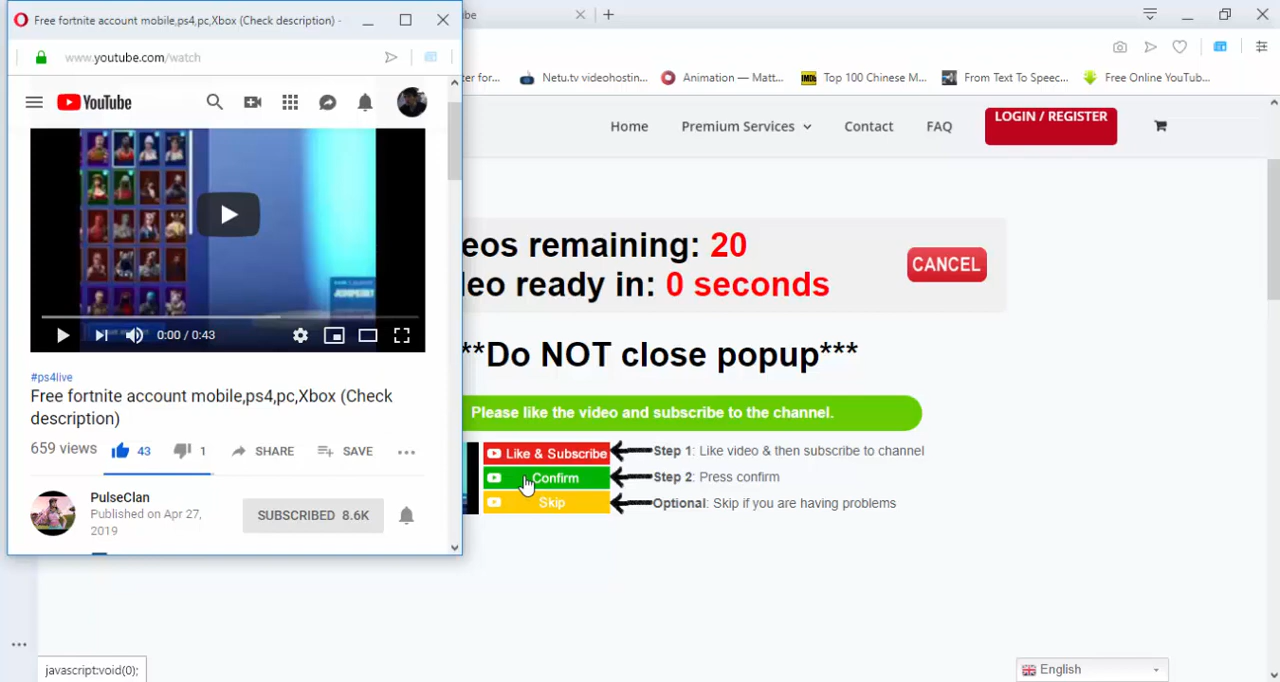 Free fortnite account mobile,ps4,pc,Xbox (Check description) -
be
www.youtube.com/watch
ter for...
Netu.tv videohostin...
Animation — Matt...
Top 100 Chinese M...
From Text To Speec...
Free Online YouTub...
YouTube
Home
Premium Services
Contact
FAQ
LOGIN / REGISTER
eos remaining: 20
CANCEL
leo ready in: 0 seconds
0:00 / 0:43
**Do NOT close popup***
#ps4live
Free fortnite account mobile,ps4,pc,Xbox (Check
description)
Please like the video and subscribe to the channel.
659 views
43
1
SHARE
SAVE
Like & Subscribe
Step 1: Like video & then subscribe to channel
Confirm
Step 2: Press confirm
Skip
Optional: Skip if you are having problems
PulseClan
Published on Apr 27,
2019
SUBSCRIBED 8.6K
javascript:void(0);
English